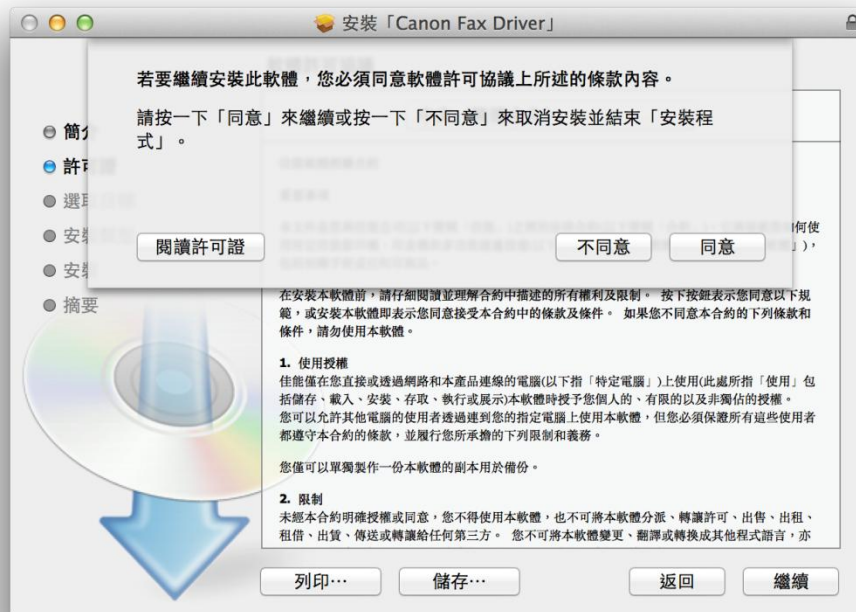 安裝「Canon Fax Driver」
若要繼續安裝此軟體，您必須同意軟體許可協議上所述的條款內容。
請按一下「同意」來繼續或按一下「不同意」來取消安裝並結束「安裝程
式」。
閱讀許可證
不同意
同意
簡介
許可證
選取
安裝
安裝
摘要
何使
」)，
在安裝本軟體前，請仔細閱讀並理解合約中描述的所有權利及限制。 按下按鈕表示您同意以下規
範，或安裝本軟體即表示您同意接受本合約中的條款及條件。 如果您不同意本合約的下列條款和
條件，請勿使用本軟體。
1. 使用授權
佳能僅在您直接或透過網路和本產品連線的電腦(以下指「特定電腦」)上使用(此處所指「使用」包
括儲存、載入、安裝、存取、執行或展示)本軟體時授予您個人的、有限的以及非獨佔的授權。
您可以允許其他電腦的使用者透過連到您的指定電腦上使用本軟體，但您必須保證所有這些使用者
都遵守本合約的條款，並履行您所承擔的下列限制和義務。
您僅可以單獨製作一份本軟體的副本用於備份。
2. 限制
未經本合約明確授權或同意，您不得使用本軟體，也不可將本軟體分派、轉讓許可、出售、出租、
租借、出賃、傳送或轉讓給任何第三方。 您不可將本軟體變更、翻譯或轉換成其他程式語言，亦
列印…
儲存…
返回
繼續